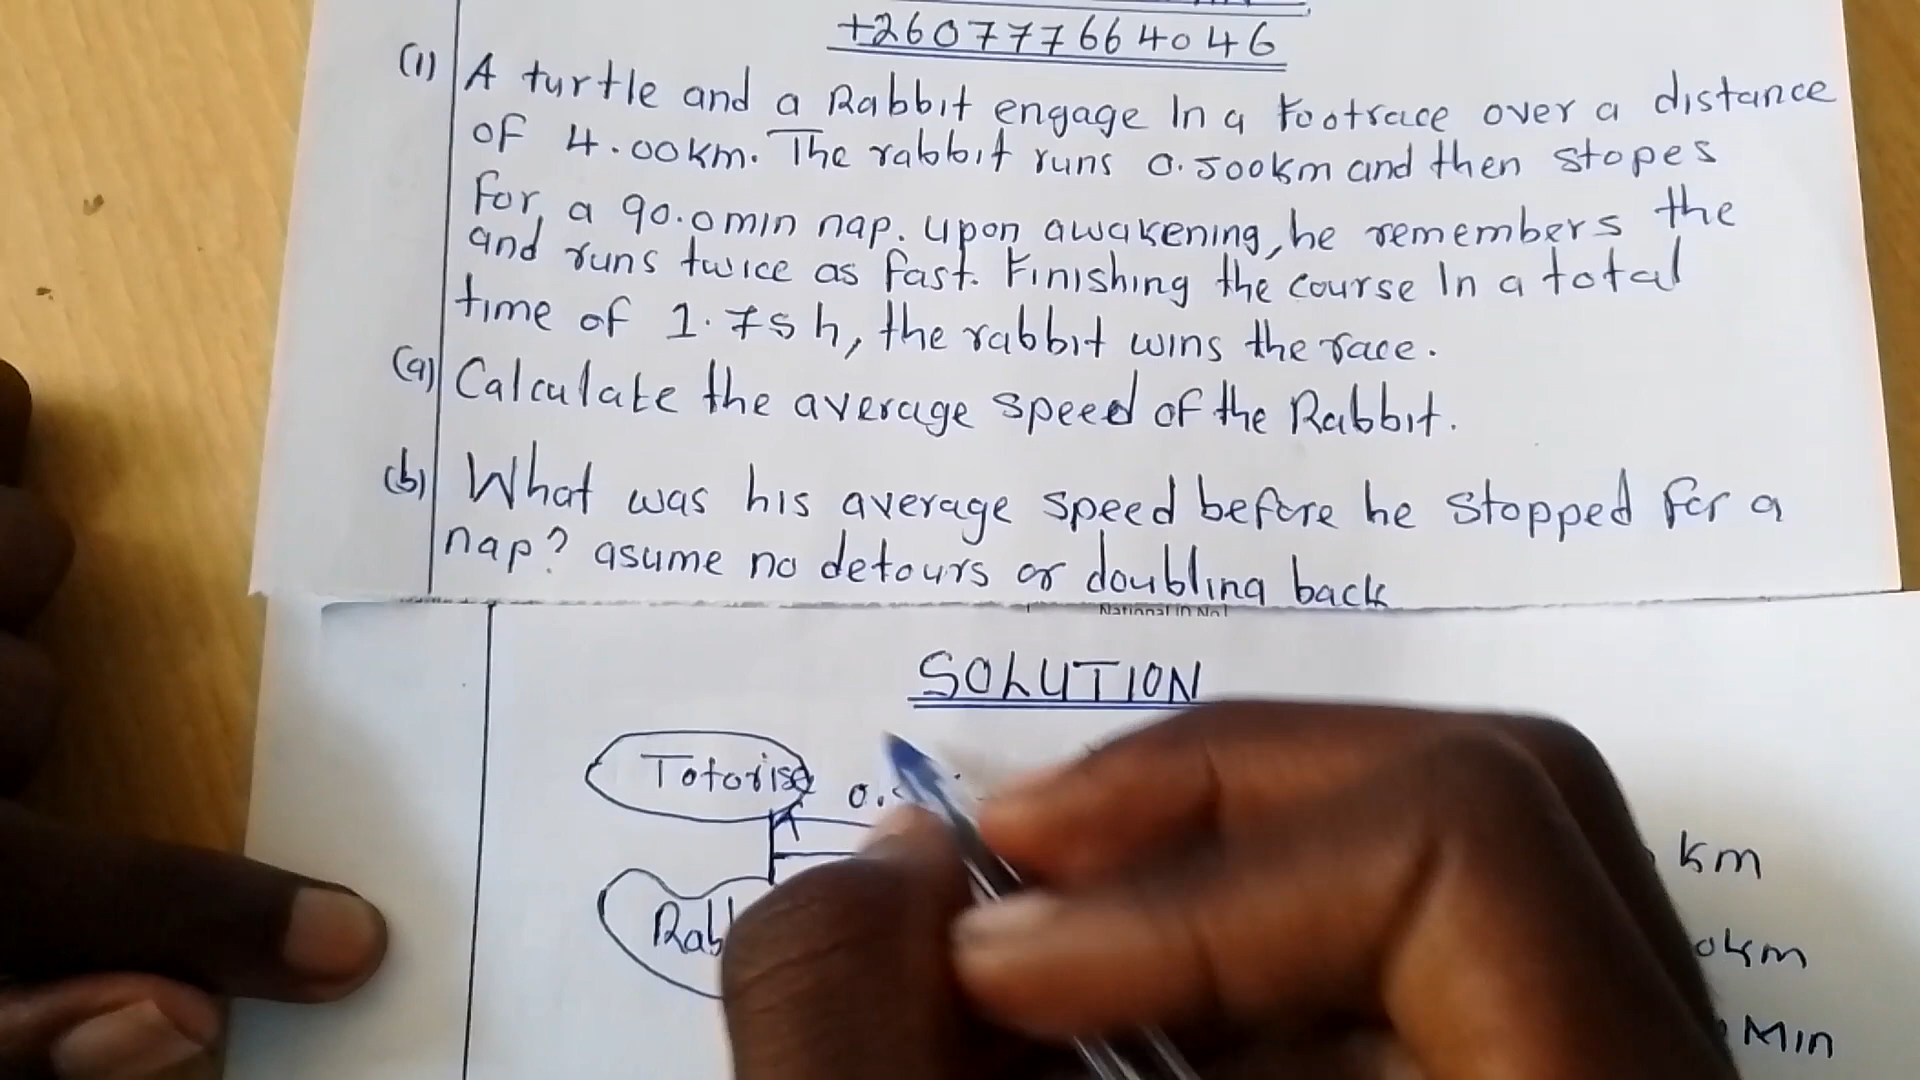 +260777664046
(1) A turtle and a Rabbit engage In a footrace over a distance
of 4.00km. The rabbit runs 0.500km and then stopes
for, a 90.0min nap. upon awakening, he remembers the
and runs twice as fast. Finishing the course In a total
time of 1.75h, the rabbit wins the race.
(a) Calculate the average speed of the Rabbit.
(b) What was his average speed before he stopped for a
nap? asume no detours or doubling back
SOLUTION
Totorise 0.
km
Rab
0km
Min